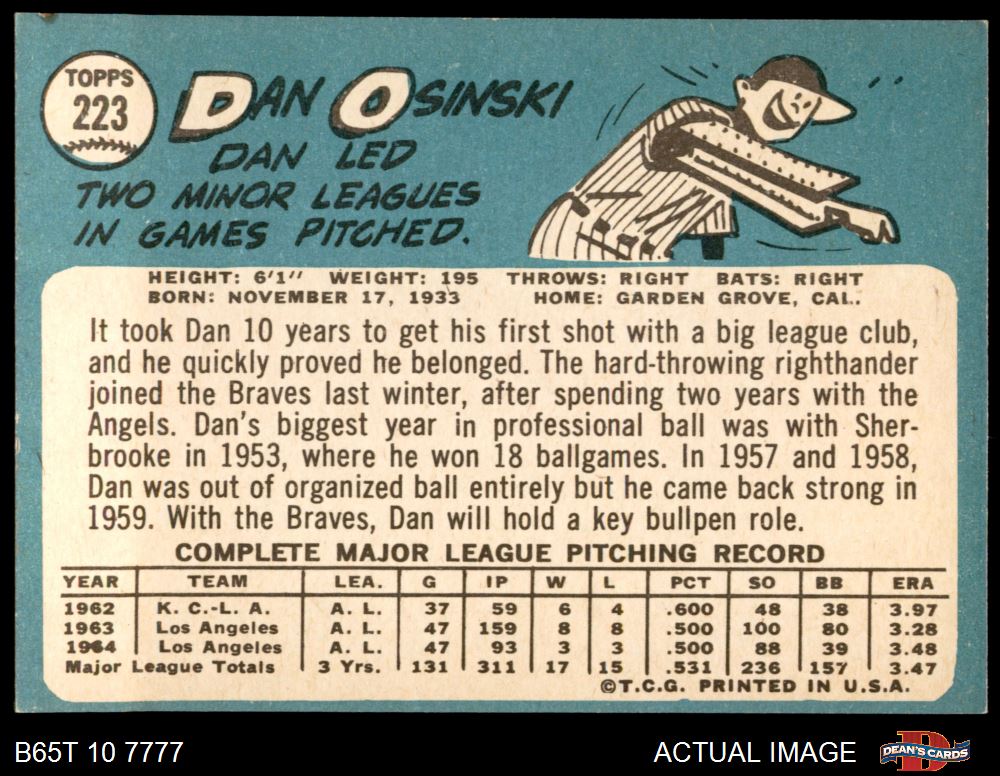 TOPPS
223
DAN OSINSKI
DAN LED
TWO MINOR LEAGUES
IN GAMES PITCHED.
HEIGHT: 6'1" WEIGHT: 195 THROWS: RIGHT BATS: RIGHT
BORN: NOVEMBER 17, 1933 HOME: GARDEN GROVE, CAL.
It took Dan 10 years to get his first shot with a big league club,
and he quickly proved he belonged. The hard-throwing righthander
joined the Braves last winter, after spending two years with the
Angels. Dan's biggest year in professional ball was with Sher-
brooke in 1953, where he won 18 ballgames. In 1957 and 1958,
Dan was out of organized ball entirely but he came back strong in
1959. With the Braves, Dan will hold a key bullpen role.
COMPLETE MAJOR LEAGUE PITCHING RECORD
YEAR TEAM LEA. G IP W L PCT SO BB ERA
1962 K. C.-L. A. A. L. 37 59 6 4 .600 48 38 3.97
1963 Los Angeles A. L. 47 159 8 8 .500 100 80 3.28
1964 Los Angeles A. L. 47 93 3 3 .500 88 39 3.48
Major League Totals 3 Yrs. 131 311 17 15 .531 236 157 3.47
©T.C.G. PRINTED IN U.S.A.
B65T 10 7777 ACTUAL IMAGE DEAN'S CARDS